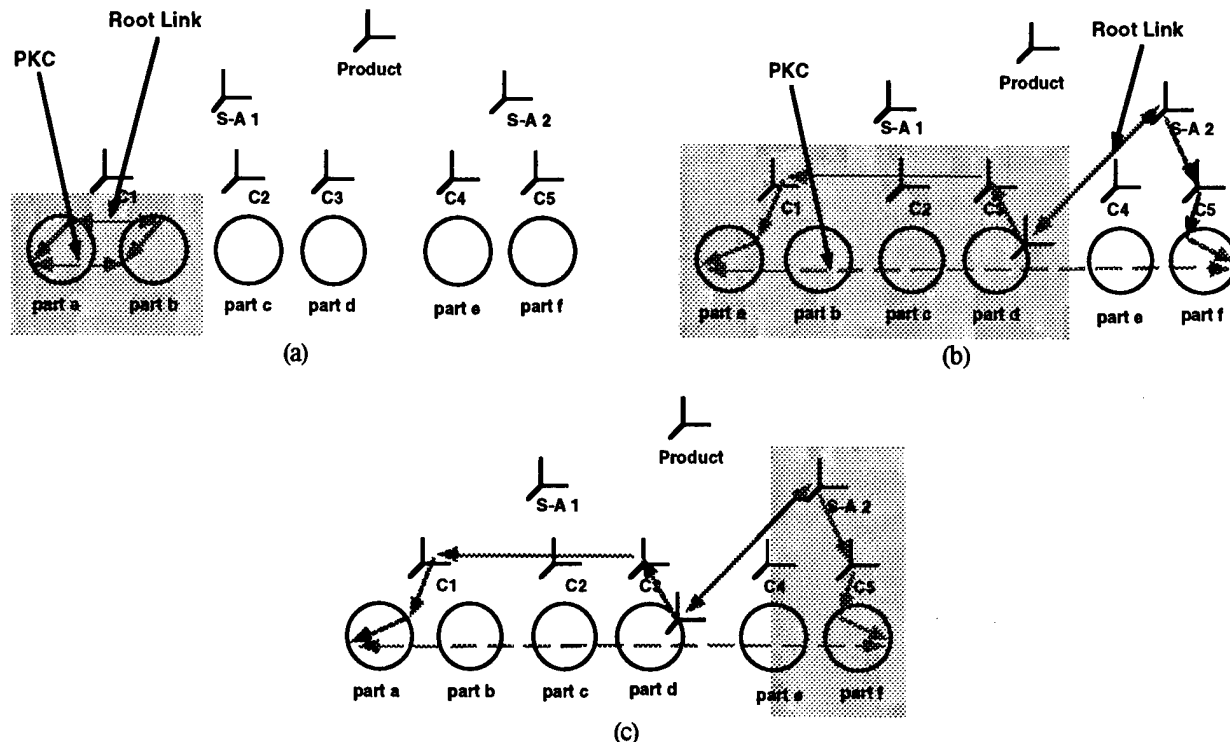 Root Link
PKC
Product
S-A 1
S-A 2
C1
C2
C3
C4
C5
part a
part b
part c
part d
part e
part f
(a)
Root Link
PKC
Product
S-A 1
S-A 2
C1
C2
C3
C4
C5
part a
part b
part c
part d
part e
part f
(b)
Product
S-A 1
S-A 2
C1
C2
C3
C4
C5
part a
part b
part c
part d
part e
part f
(c)